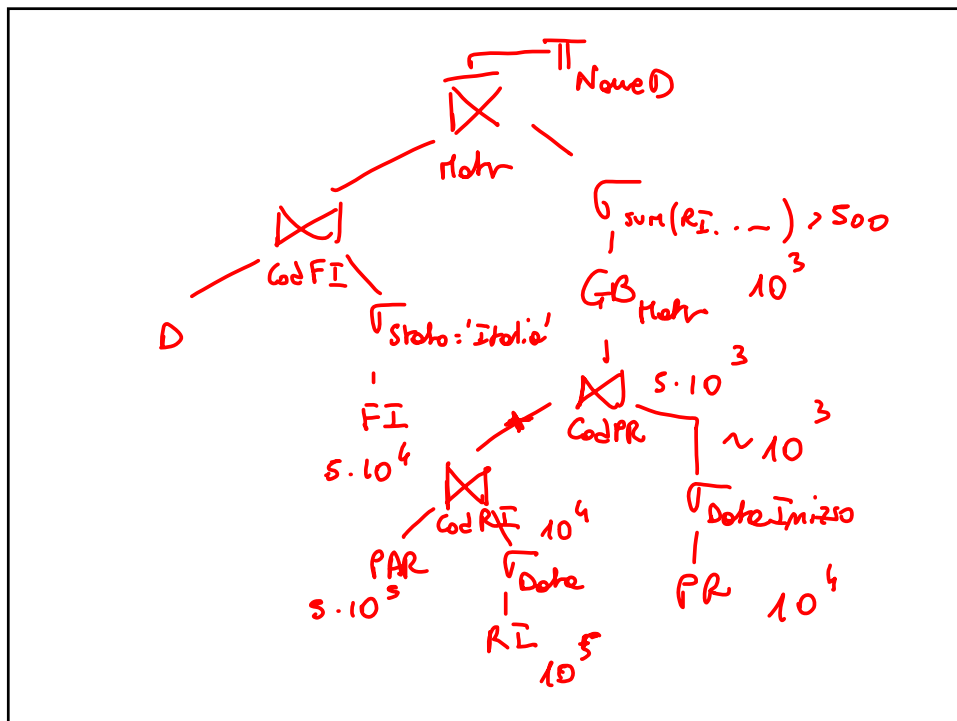 π NomeD
⋈
Matr
σ SUM(RI. . —) > 500
⋈
CodFI
GB Matr 10³
D
σ Stato='Italia'
⋈ 5·10³
CodPR
FI
5·10⁴
~10³
⋈
CodRI 10⁴
σ DataInizio
PAR
5·10⁵
σ Data
PR 10⁴
RI
10⁵